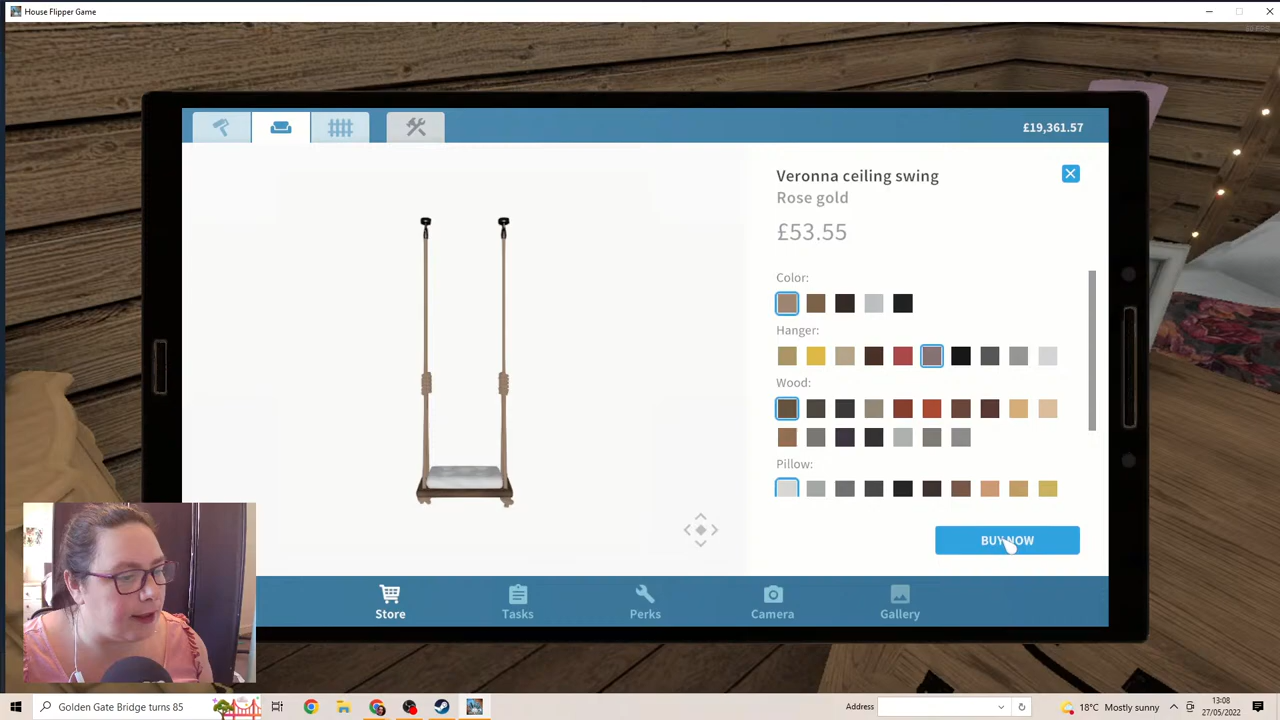 House Flipper Game
£19,361.57
Veronna ceiling swing
Rose gold
£53.55
Color:
Hanger:
Wood:
Pillow:
BUY NOW
Store
Tasks
Perks
Camera
Gallery
Golden Gate Bridge turns 85
Address
18°C Mostly sunny
13:08
27/05/2022